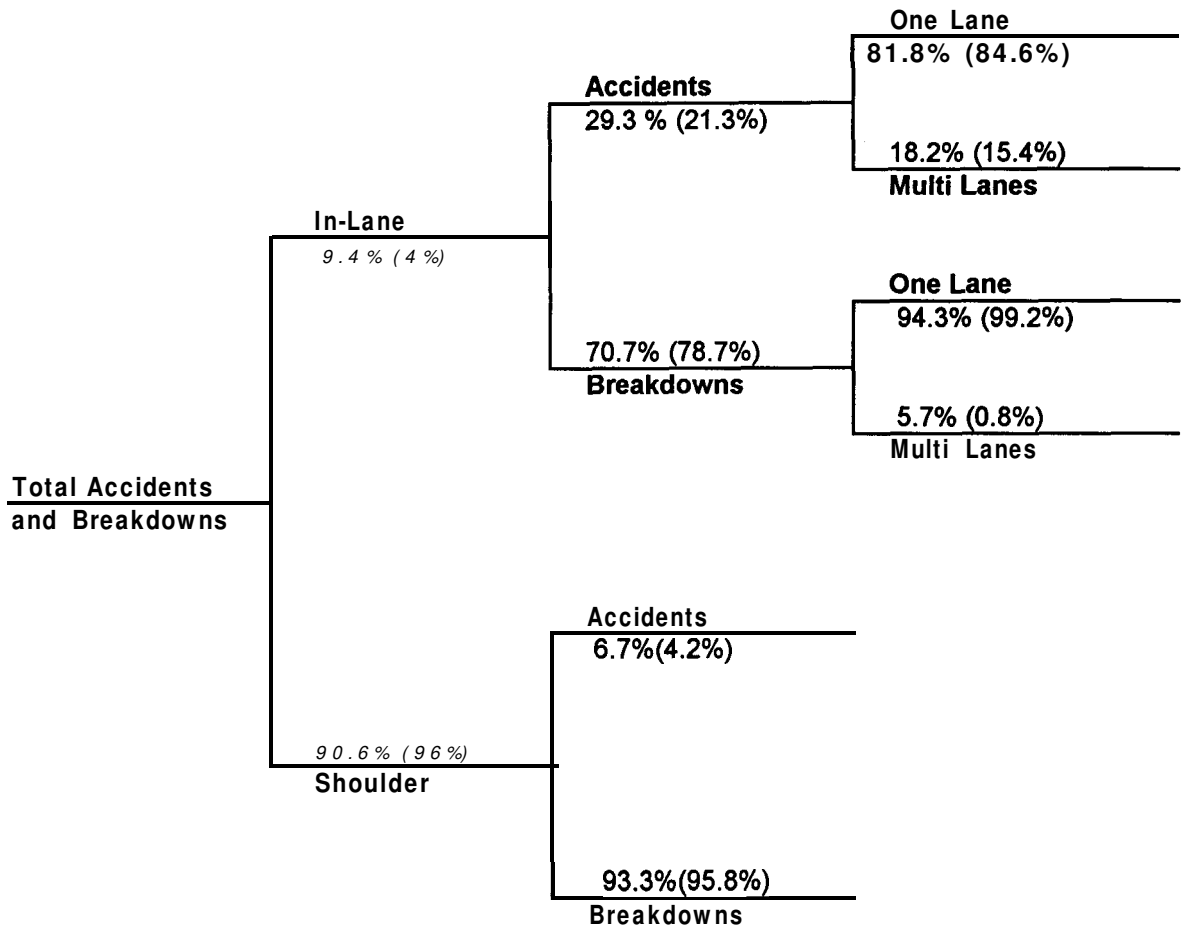 One Lane
81.8% (84.6%)
Accidents
29.3 % (21.3%)
18.2% (15.4%)
Multi Lanes
In-Lane
9.4% (4%)
One Lane
94.3% (99.2%)
70.7% (78.7%)
Breakdowns
5.7% (0.8%)
Multi Lanes
Total Accidents
and Breakdowns
Accidents
6.7%(4.2%)
90.6% (96%)
Shoulder
93.3%(95.8%)
Breakdowns